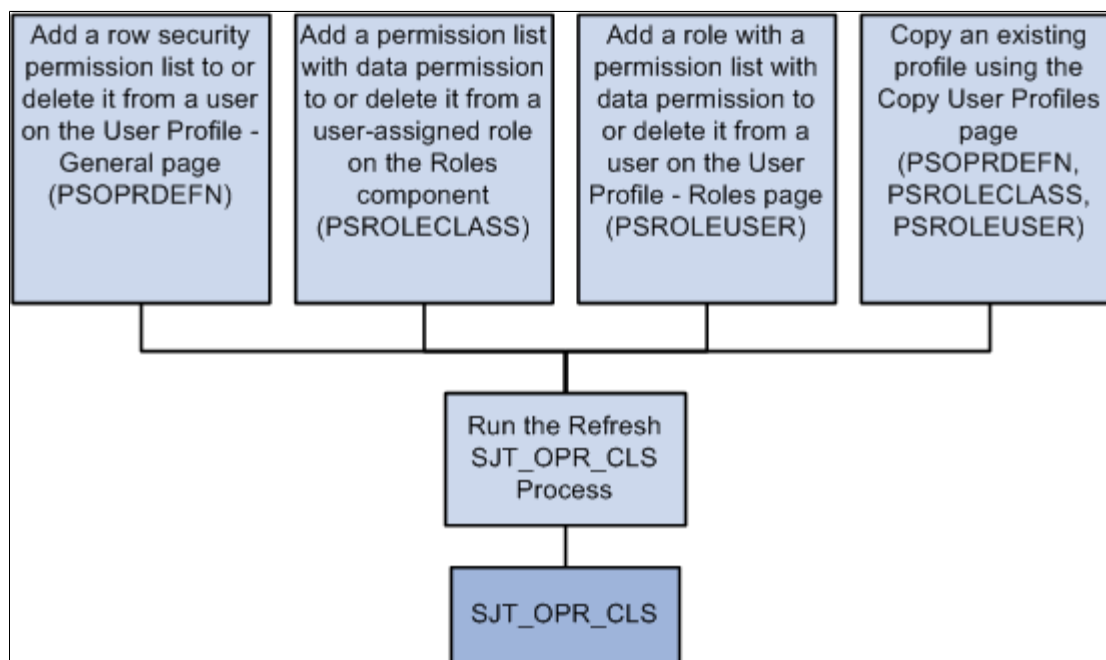 Add a row security
permission list to or
delete it from a user
on the User Profile -
General page
(PSOPRDEFN)
Add a permission list
with data permission
to or delete it from a
user-assigned role
on the Roles
component
(PSROLECLASS)
Add a role with a
permission list with
data permission to
or delete it from a
user on the User
Profile - Roles page
(PSROLEUSER)
Copy an existing
profile using the
Copy User Profiles
page
(PSOPRDEFN,
PSROLECLASS,
PSROLEUSER)
Run the Refresh
SJT_OPR_CLS
Process
SJT_OPR_CLS